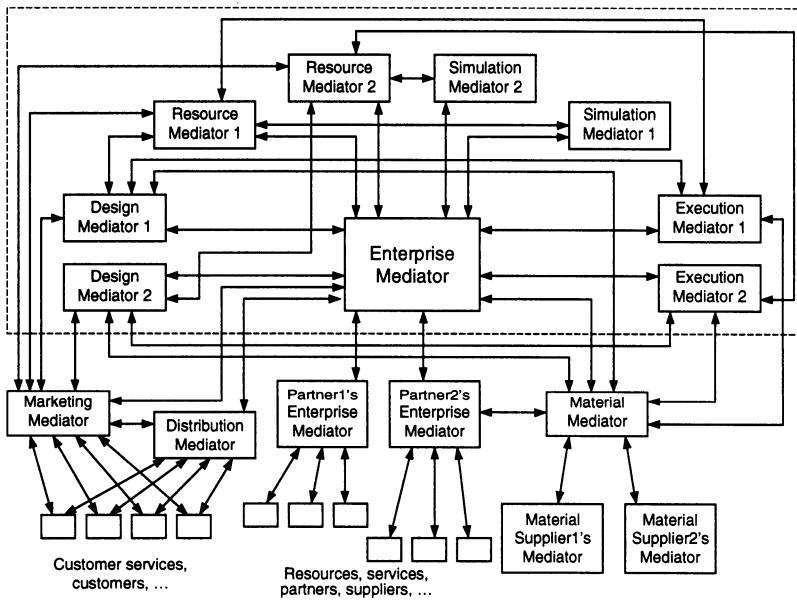 Resource
Mediator 2
Simulation
Mediator 2
Resource
Mediator 1
Simulation
Mediator 1
Design
Mediator 1
Enterprise
Mediator
Execution
Mediator 1
Design
Mediator 2
Execution
Mediator 2
Marketing
Mediator
Distribution
Mediator
Partner1's
Enterprise
Mediator
Partner2's
Enterprise
Mediator
Material
Mediator
Material
Supplier1's
Mediator
Material
Supplier2's
Mediator
Customer services,
customers, ...
Resources, services,
partners, suppliers, ...